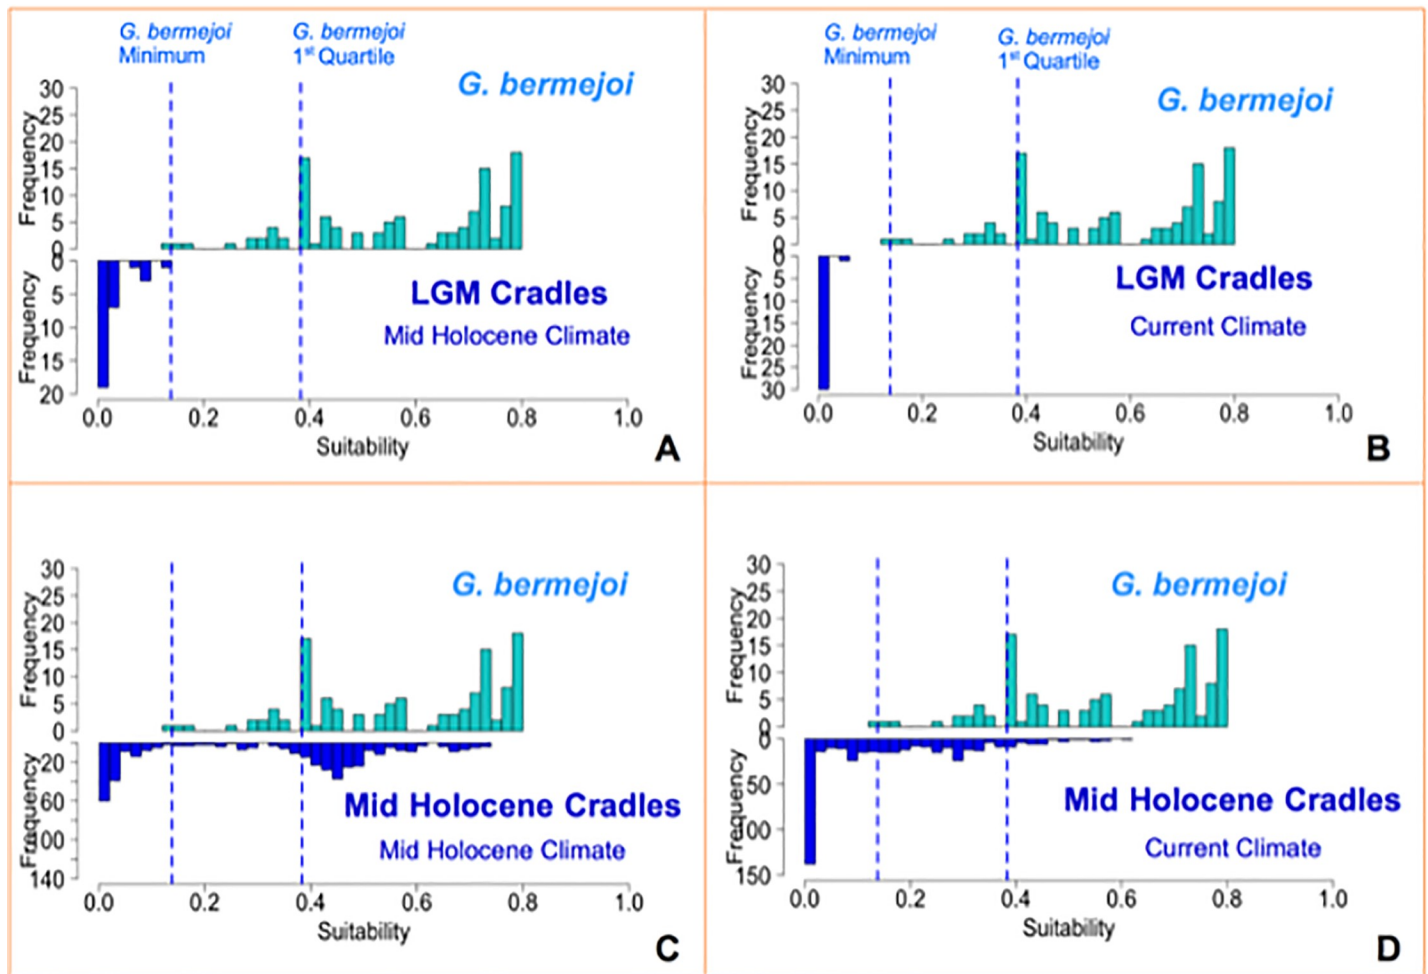 G. bermejoi
Minimum
G. bermejoi
1st Quartile
G. bermejoi
30
25
20
15
10
5
0
Frequency
0
5
10
15
20
Frequency
LGM Cradles
Mid Holocene Climate
0.0 0.2 0.4 0.6 0.8 1.0
Suitability
A
G. bermejoi
Minimum
G. bermejoi
1st Quartile
G. bermejoi
30
25
20
15
10
5
0
Frequency
0
5
10
15
20
25
30
Frequency
LGM Cradles
Current Climate
0.0 0.2 0.4 0.6 0.8 1.0
Suitability
B
G. bermejoi
30
25
20
15
10
5
0
Frequency
20
60
100
140
Frequency
Mid Holocene Cradles
Mid Holocene Climate
0.0 0.2 0.4 0.6 0.8 1.0
Suitability
C
G. bermejoi
30
25
20
15
10
5
0
Frequency
0
50
100
150
Frequency
Mid Holocene Cradles
Current Climate
0.0 0.2 0.4 0.6 0.8 1.0
Suitability
D